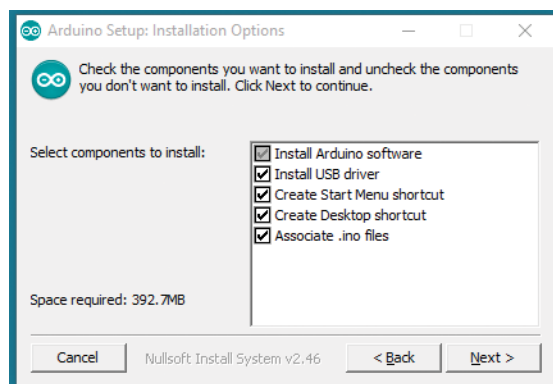 Arduino Setup: Installation Options
Check the components you want to install and uncheck the components
you don't want to install. Click Next to continue.
Select components to install:
Install Arduino software
Install USB driver
Create Start Menu shortcut
Create Desktop shortcut
Associate .ino files
Space required: 392.7MB
Cancel
Nullsoft Install System v2.46
< Back
Next >